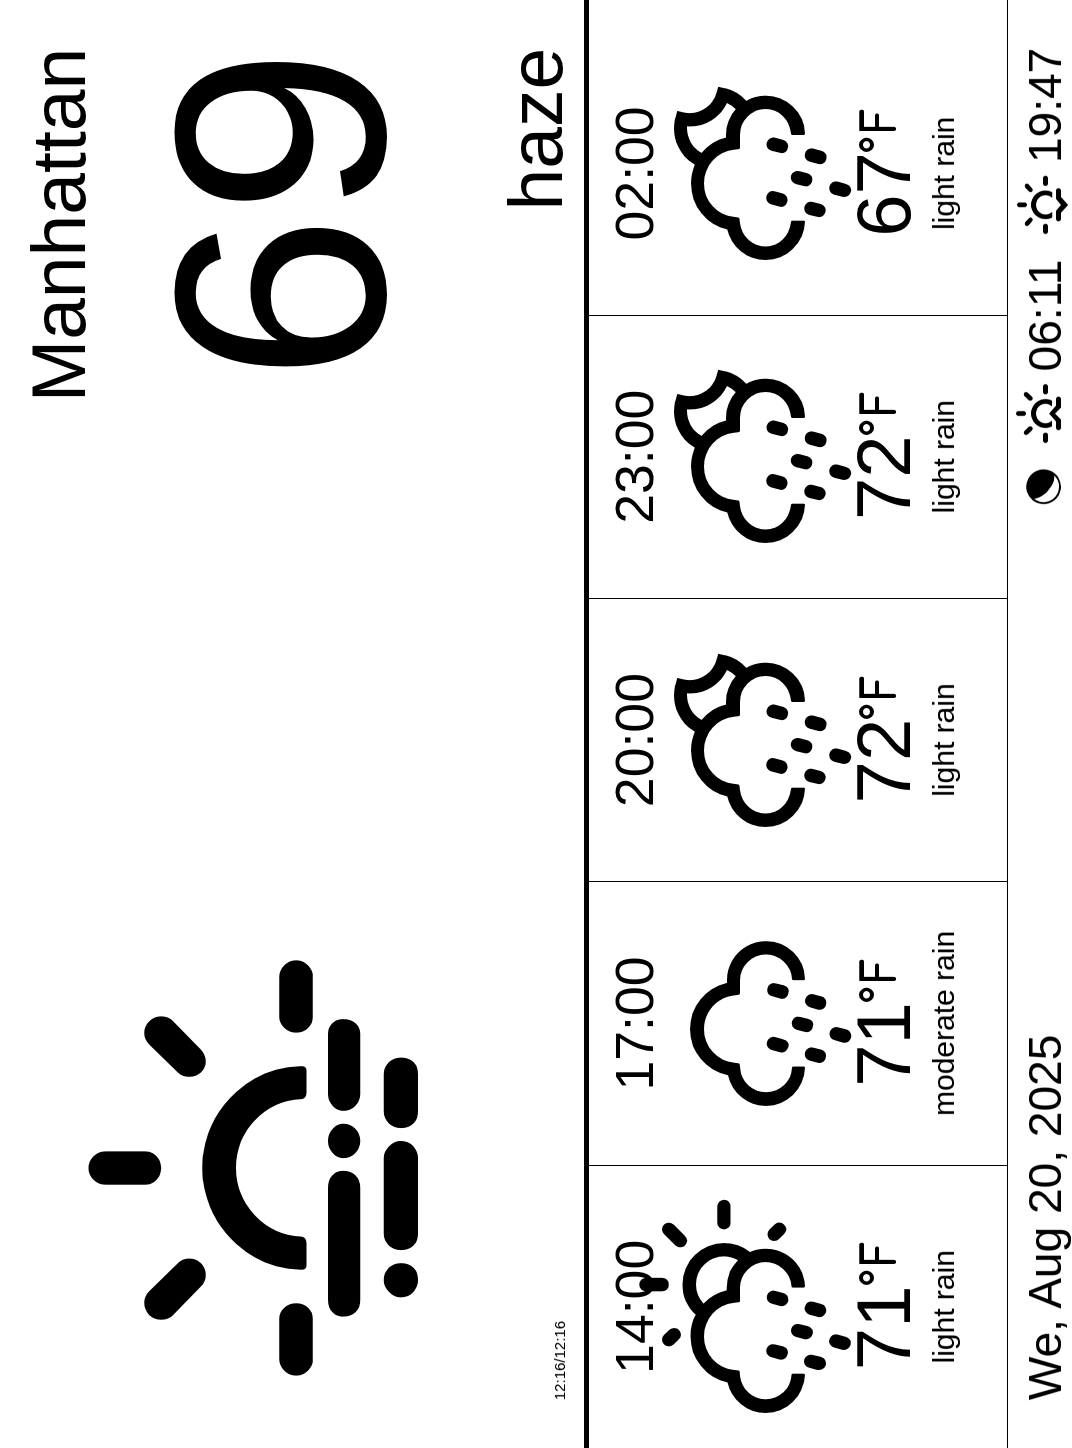 Manhattan
69
haze
12:16/12:16
14:00 17:00 20:00 23:00 02:00
71°F 71°F 72°F 72°F 67°F
light rain moderate rain light rain light rain light rain
We, Aug 20, 2025 06:11 19:47